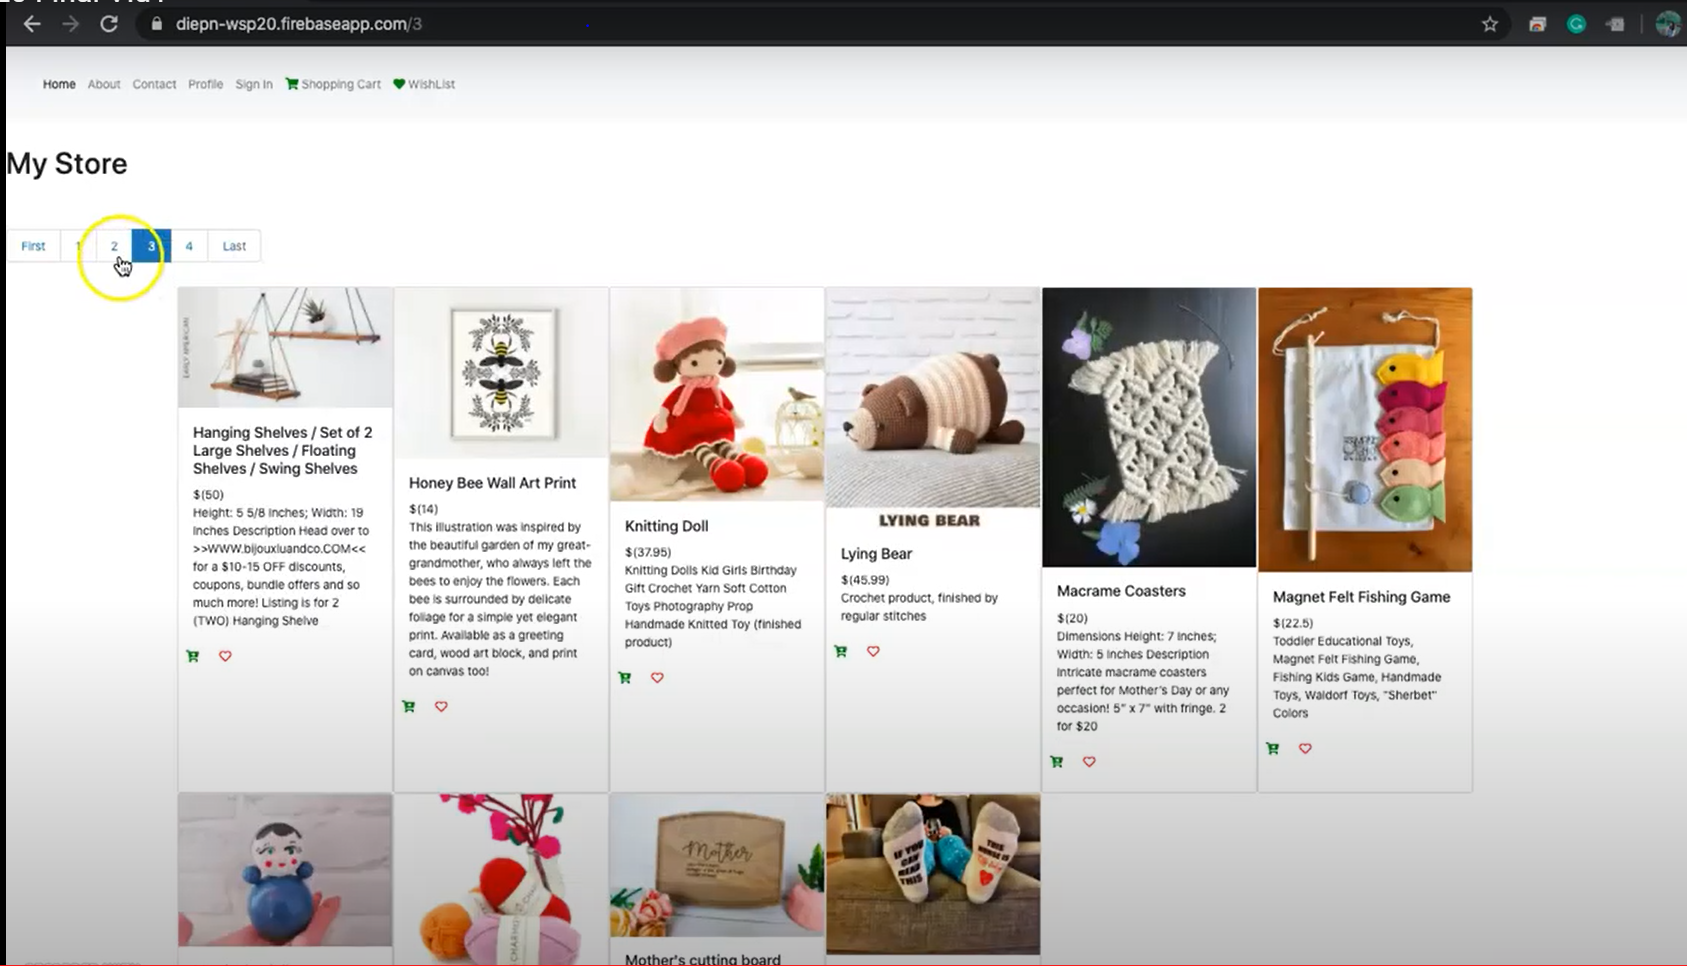 diepn-wsp20.firebaseapp.com/3
Home About Contact Profile Sign In Shopping Cart WishList
My Store
First 1 2 3 4 Last
EARLY AMERICAN
Hanging Shelves / Set of 2
Large Shelves / Floating
Shelves / Swing Shelves
$(50)
Height: 5 5/8 Inches; Width: 19
Inches Description Head over to
>>WWW.bijouxluandco.COM<<
for a $10-15 OFF discounts,
coupons, bundle offers and so
much more! Listing is for 2
(TWO) Hanging Shelve
Honey Bee Wall Art Print
$(14)
This illustration was inspired by
the beautiful garden of my great-
grandmother, who always left the
bees to enjoy the flowers. Each
bee is surrounded by delicate
foliage for a simple yet elegant
print. Available as a greeting
card, wood art block, and print
on canvas too!
Knitting Doll
$(37.95)
Knitting Dolls Kid Girls Birthday
Gift Crochet Yarn Soft Cotton
Toys Photography Prop
Handmade Knitted Toy (finished
product)
LYING BEAR
Lying Bear
$(45.99)
Crochet product, finished by
regular stitches
Macrame Coasters
$(20)
Dimensions Height: 7 Inches;
Width: 5 Inches Description
Intricate macrame coasters
perfect for Mother's Day or any
occasion! 5" x 7" with fringe. 2
for $20
Magnet Felt Fishing Game
$(22.5)
Toddler Educational Toys,
Magnet Felt Fishing Game,
Fishing Kids Game, Handmade
Toys, Waldorf Toys, "Sherbet"
Colors
Mother
Mother's cutting board
IF YOU
CAN
READ
THIS
THIS